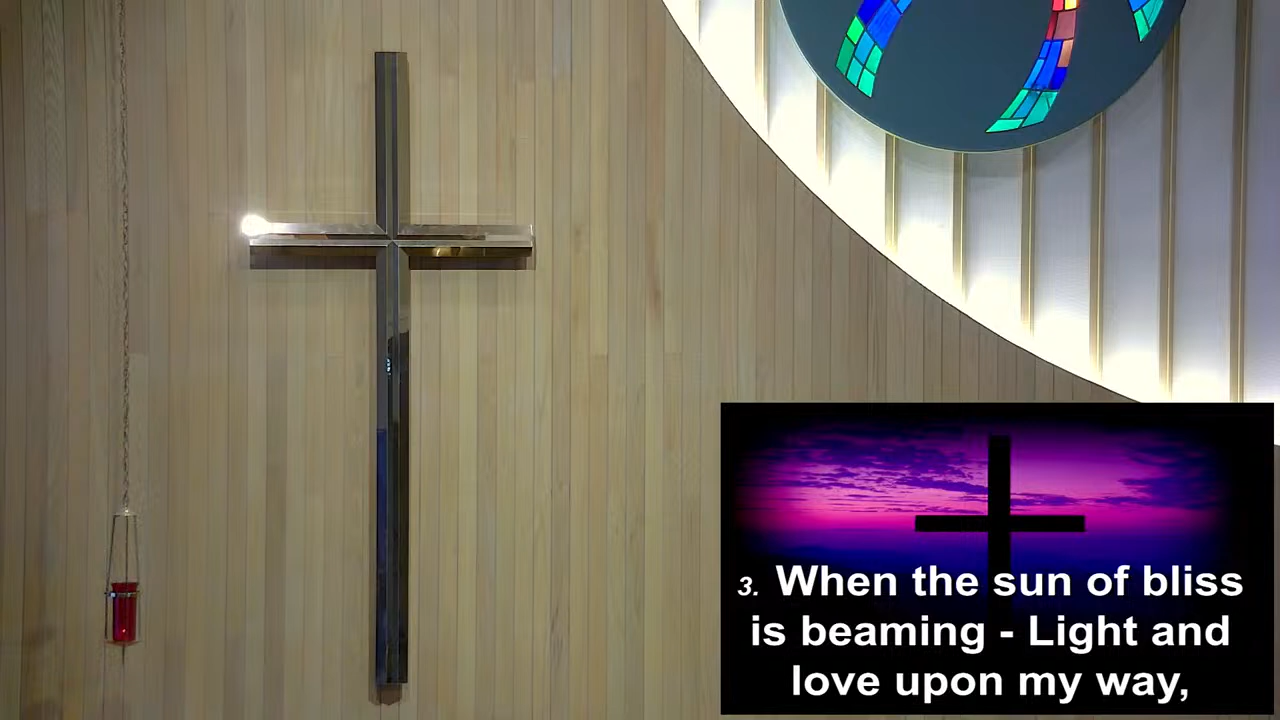 3. When the sun of bliss
is beaming - Light and
love upon my way,